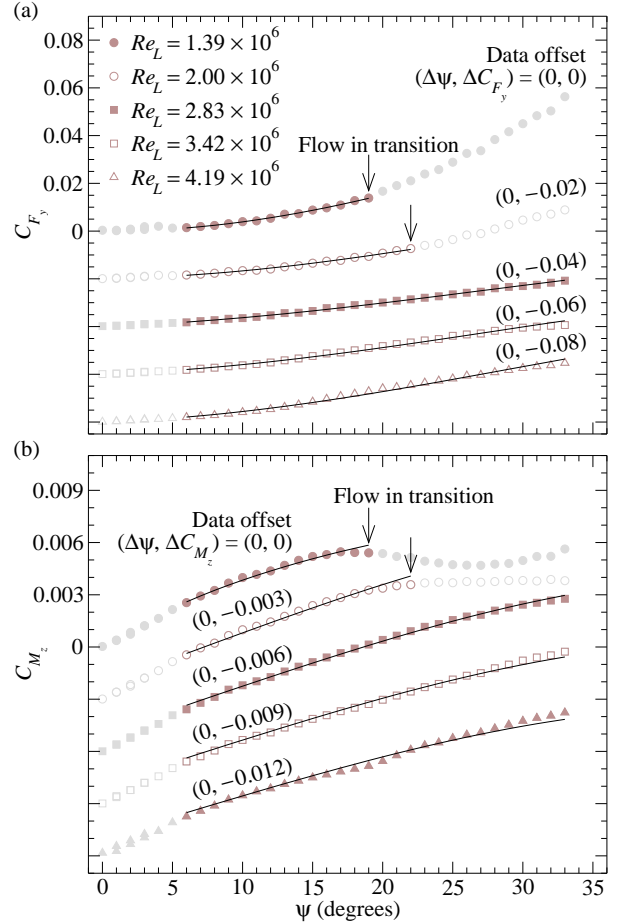 (a)
0.08
0.06
0.04
0.02
0
C_{F_y}
Re_L = 1.39 × 10^6
Re_L = 2.00 × 10^6
Re_L = 2.83 × 10^6
Re_L = 3.42 × 10^6
Re_L = 4.19 × 10^6
Data offset
(Δψ, ΔC_{F_y}) = (0, 0)
Flow in transition
(0, −0.02)
(0, −0.04)
(0, −0.06)
(0, −0.08)
(b)
0.009
0.006
0.003
0
C_{M_z}
Flow in transition
Data offset
(Δψ, ΔC_{M_z}) = (0, 0)
(0, −0.003)
(0, −0.006)
(0, −0.009)
(0, −0.012)
0 5 10 15 20 25 30 35
ψ (degrees)